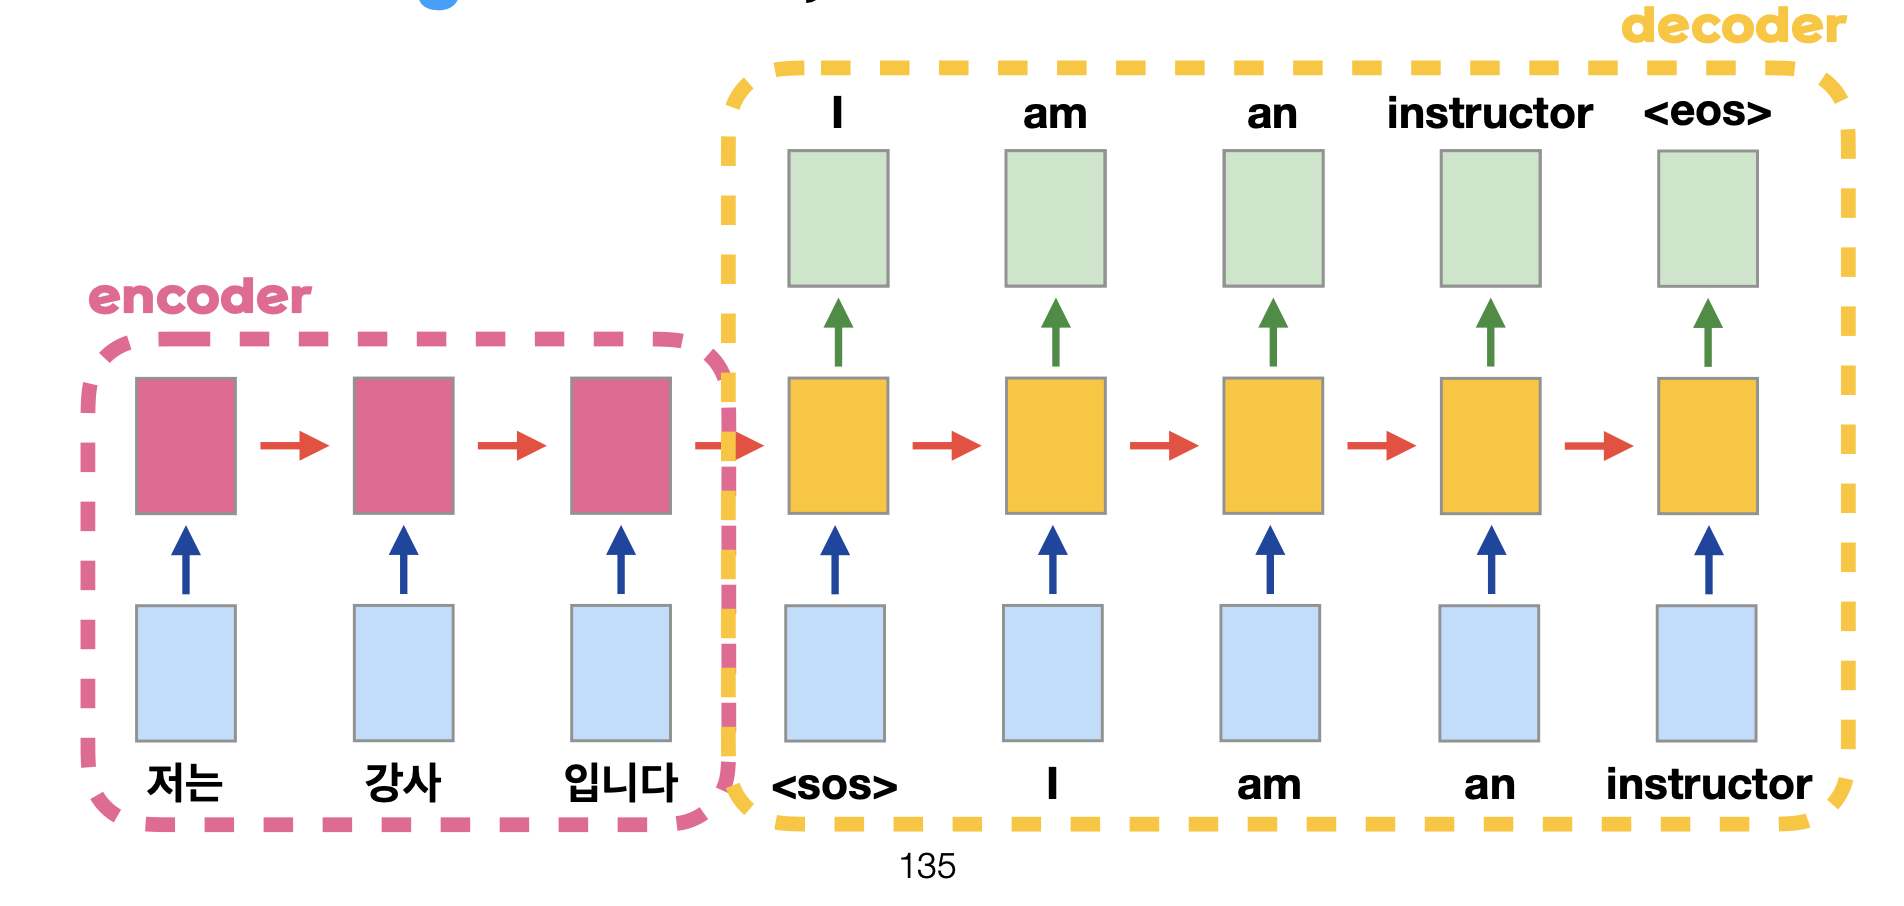 decoder
I am an instructor <eos>
encoder
저는 강사 입니다 <sos> I am an instructor
135